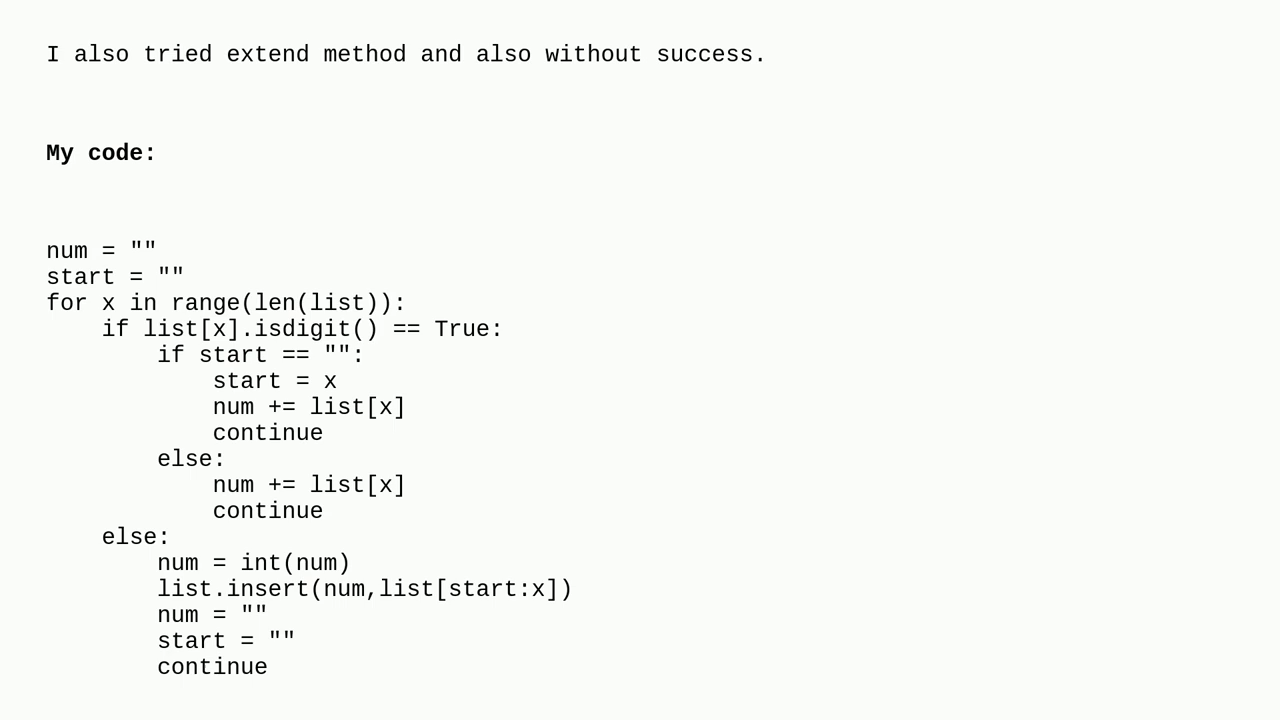 I also tried extend method and also without success.
My code:
num = ""
start = ""
for x in range(len(list)):
    if list[x].isdigit() == True:
        if start == "":
            start = x
            num += list[x]
            continue
        else:
            num += list[x]
            continue
    else:
        num = int(num)
        list.insert(num,list[start:x])
        num = ""
        start = ""
        continue